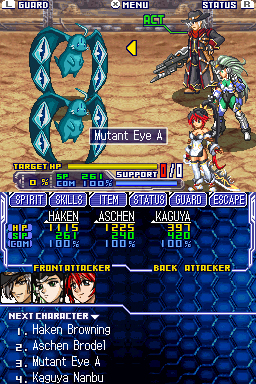 L GUARD X MENU STATUS R
ACT
Mutant Eye A
TARGET HP
0 % SP 261 COM 100% SUPPORT 1/0
SPIRIT SKILLS ITEM STATUS GUARD ESCAPE
HAKEN ASCHEN KAGUYA
HP 1115 1225 397
SP 261 240 420
COM 100% 100% 100%
FRONT ATTACKER BACK ATTACKER
NEXT CHARACTER
1. Haken Browning
2. Aschen Brodel
3. Mutant Eye A
4. Kaguya Nanbu